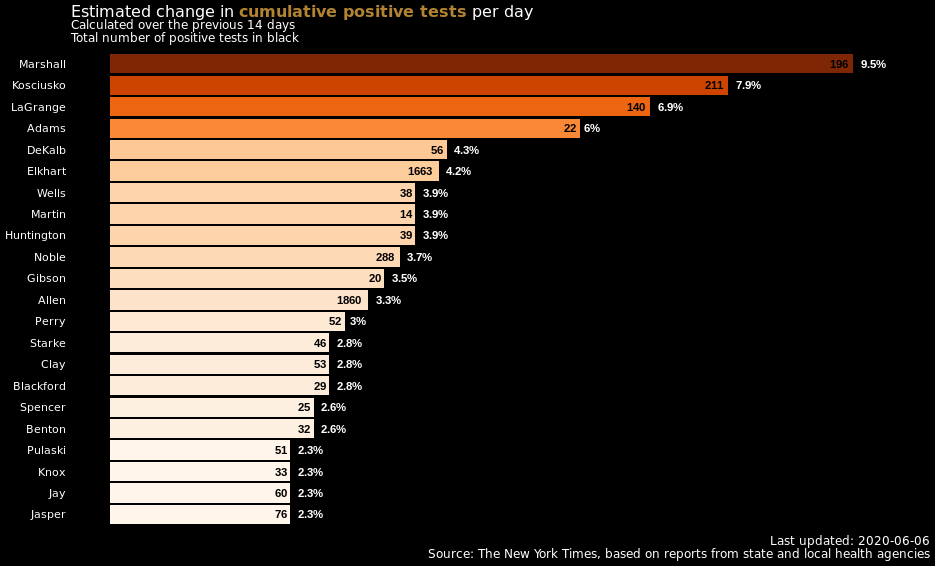 Estimated change in cumulative positive tests per day
Calculated over the previous 14 days
Total number of positive tests in black
Marshall 196 9.5%
Kosciusko 211 7.9%
LaGrange 140 6.9%
Adams 22 6%
DeKalb 56 4.3%
Elkhart 1663 4.2%
Wells 38 3.9%
Martin 14 3.9%
Huntington 39 3.9%
Noble 288 3.7%
Gibson 20 3.5%
Allen 1860 3.3%
Perry 52 3%
Starke 46 2.8%
Clay 53 2.8%
Blackford 29 2.8%
Spencer 25 2.6%
Benton 32 2.6%
Pulaski 51 2.3%
Knox 33 2.3%
Jay 60 2.3%
Jasper 76 2.3%
Last updated: 2020-06-06
Source: The New York Times, based on reports from state and local health agencies